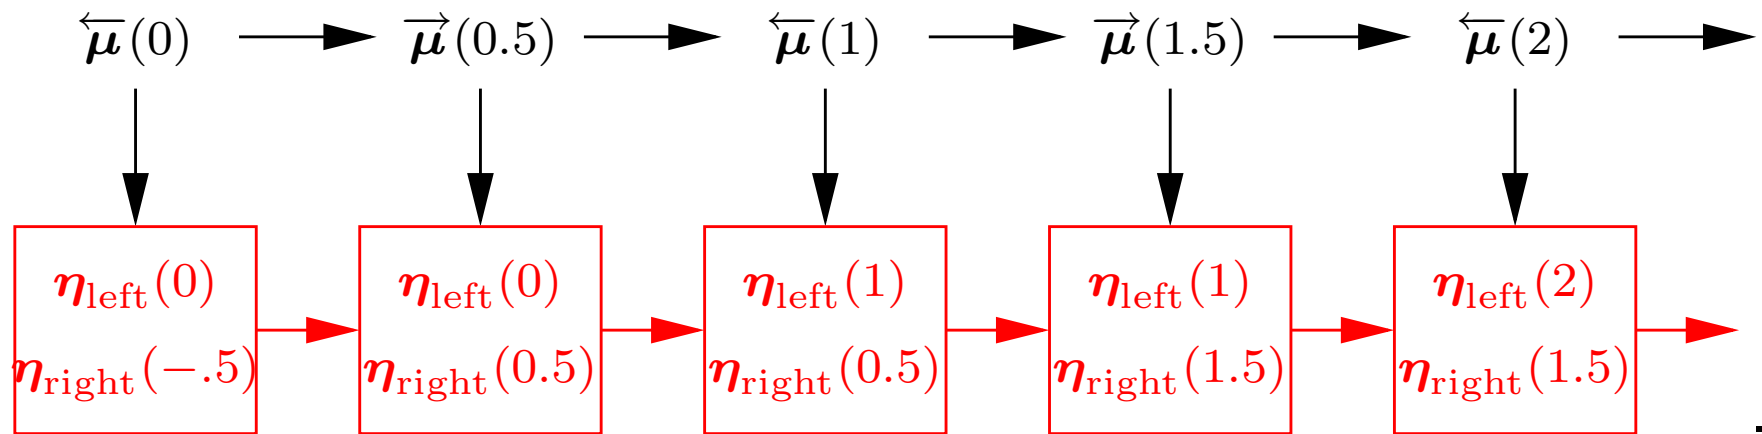 ←μ(0) →μ(0.5) ←μ(1) →μ(1.5) ←μ(2)
η_left(0) η_left(0) η_left(1) η_left(1) η_left(2)
η_right(−.5) η_right(0.5) η_right(0.5) η_right(1.5) η_right(1.5)